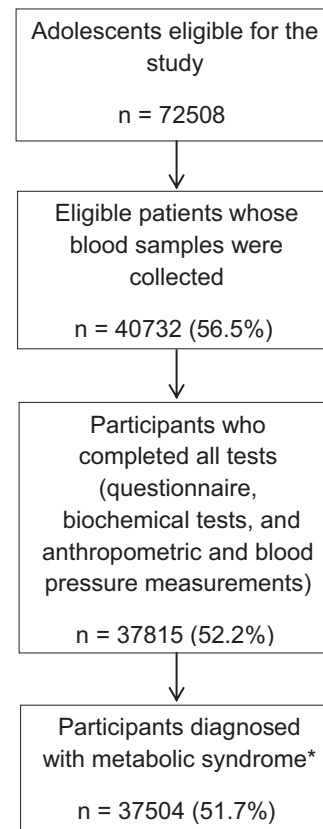 Adolescents eligible for the
study
n = 72508
Eligible patients whose
blood samples were
collected
n = 40732 (56.5%)
Participants who
completed all tests
(questionnaire,
biochemical tests, and
anthropometric and blood
pressure measurements)
n = 37815 (52.2%)
Participants diagnosed
with metabolic syndrome*
n = 37504 (51.7%)